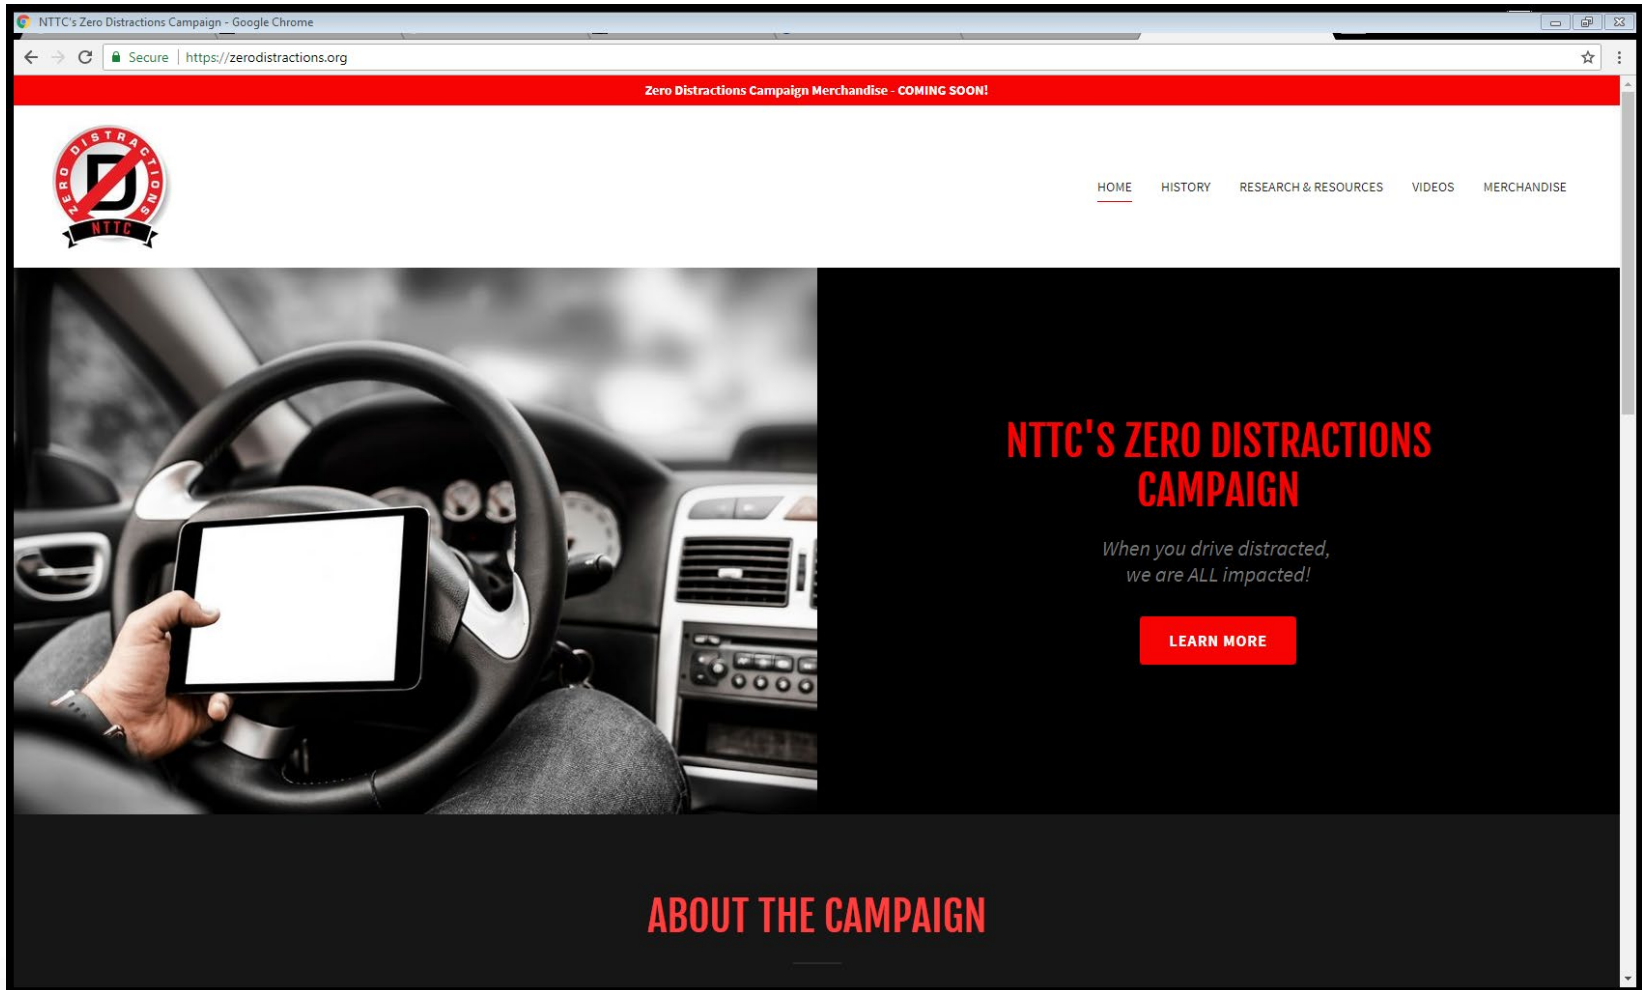 NTTC's Zero Distractions Campaign - Google Chrome
Secure | https://zerodistractions.org
Zero Distractions Campaign Merchandise - COMING SOON!
ZERO DISTRACTIONS
D
NTTC
HOME HISTORY RESEARCH & RESOURCES VIDEOS MERCHANDISE
NTTC'S ZERO DISTRACTIONS
CAMPAIGN
When you drive distracted,
we are ALL impacted!
LEARN MORE
ABOUT THE CAMPAIGN